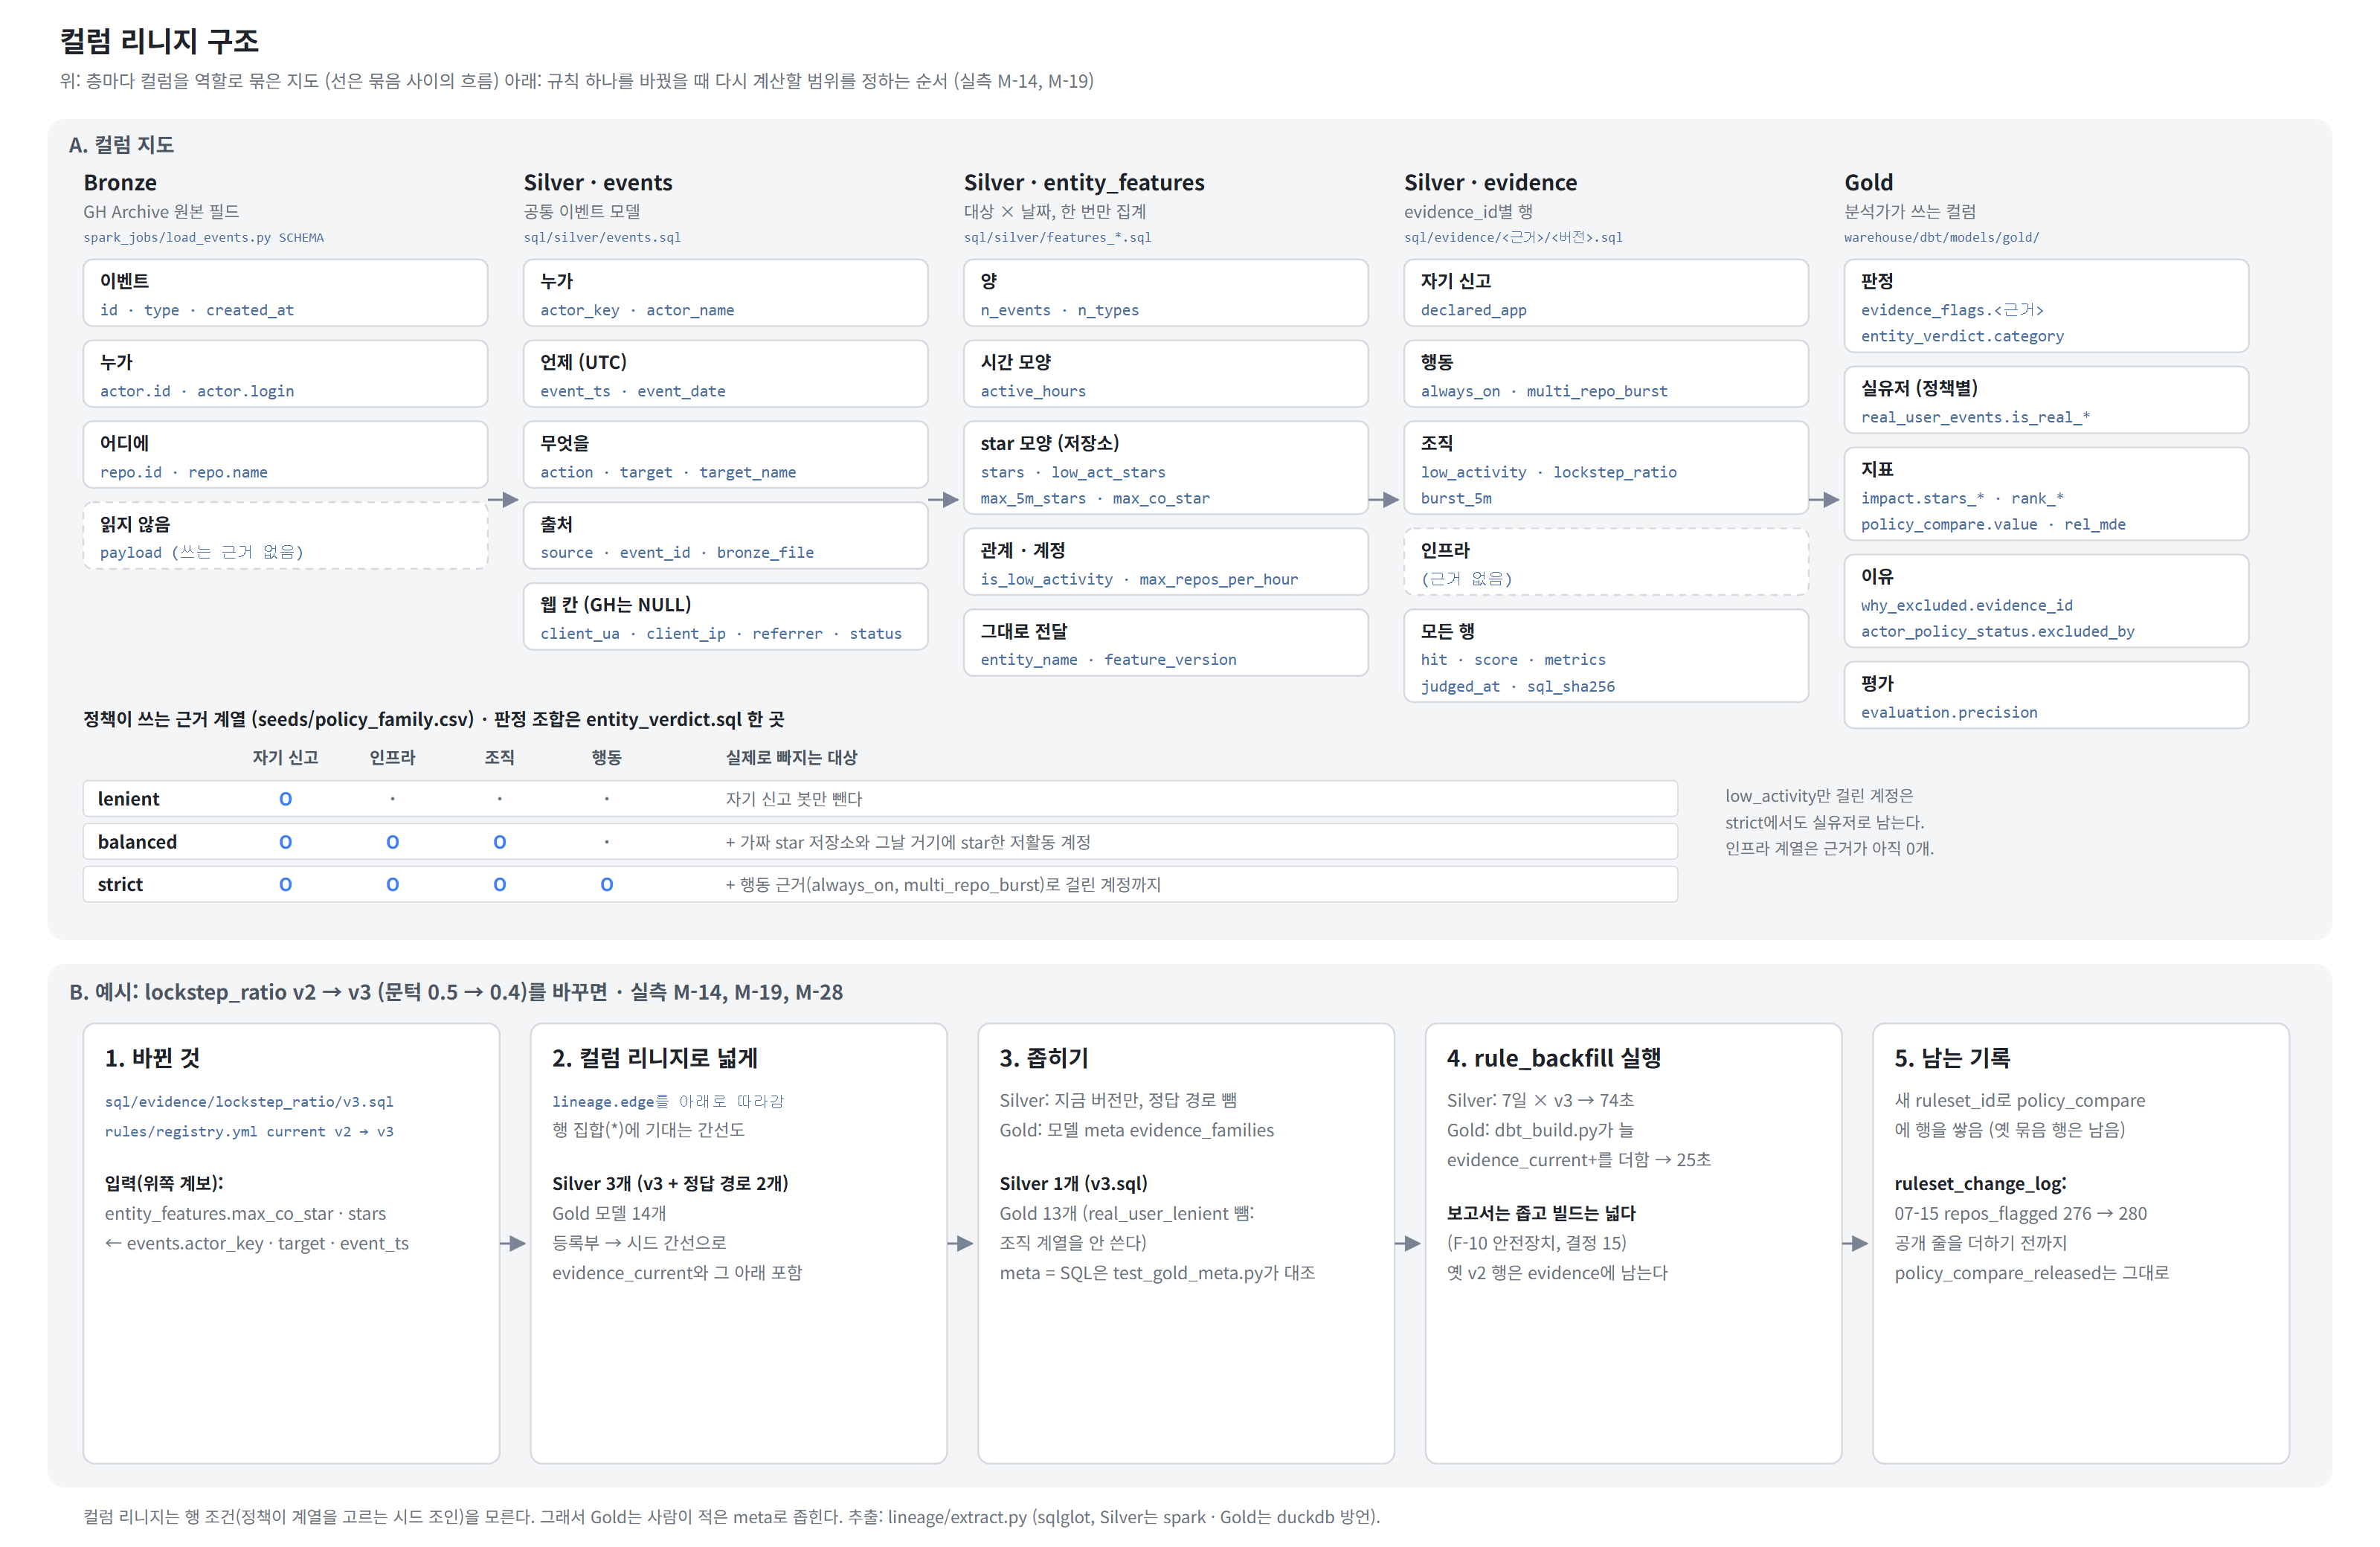 컬럼 리니지 구조
위: 층마다 컬럼을 역할로 묶은 지도 (선은 묶음 사이의 흐름) 아래: 규칙 하나를 바꿨을 때 다시 계산할 범위를 정하는 순서 (실측 M-14, M-19)
A. 컬럼 지도
Bronze
GH Archive 원본 필드
spark_jobs/load_events.py SCHEMA
이벤트
id · type · created_at
누가
actor.id · actor.login
어디에
repo.id · repo.name
읽지 않음
payload (쓰는 근거 없음)
Silver · events
공통 이벤트 모델
sql/silver/events.sql
누가
actor_key · actor_name
언제 (UTC)
event_ts · event_date
무엇을
action · target · target_name
출처
source · event_id · bronze_file
웹 칸 (GH는 NULL)
client_ua · client_ip · referrer · status
Silver · entity_features
대상 × 날짜, 한 번만 집계
sql/silver/features_*.sql
양
n_events · n_types
시간 모양
active_hours
star 모양 (저장소)
stars · low_act_stars
max_5m_stars · max_co_star
관계 · 계정
is_low_activity · max_repos_per_hour
그대로 전달
entity_name · feature_version
Silver · evidence
evidence_id별 행
sql/evidence/<근거>/<버전>.sql
자기 신고
declared_app
행동
always_on · multi_repo_burst
조직
low_activity · lockstep_ratio
burst_5m
인프라
(근거 없음)
모든 행
hit · score · metrics
judged_at · sql_sha256
Gold
분석가가 쓰는 컬럼
warehouse/dbt/models/gold/
판정
evidence_flags.<근거>
entity_verdict.category
실유저 (정책별)
real_user_events.is_real_*
지표
impact.stars_* · rank_*
policy_compare.value · rel_mde
이유
why_excluded.evidence_id
actor_policy_status.excluded_by
평가
evaluation.precision
정책이 쓰는 근거 계열 (seeds/policy_family.csv) · 판정 조합은 entity_verdict.sql 한 곳
자기 신고 인프라 조직 행동 실제로 빠지는 대상
lenient O · · · 자기 신고 봇만 뺀다
balanced O O O · + 가짜 star 저장소와 그날 거기에 star한 저활동 계정
strict O O O O + 행동 근거(always_on, multi_repo_burst)로 걸린 계정까지
low_activity만 걸린 계정은
strict에서도 실유저로 남는다.
인프라 계열은 근거가 아직 0개.
B. 예시: lockstep_ratio v2 → v3 (문턱 0.5 → 0.4)를 바꾸면 · 실측 M-14, M-19, M-28
1. 바뀐 것
sql/evidence/lockstep_ratio/v3.sql
rules/registry.yml current v2 → v3
입력(위쪽 계보):
entity_features.max_co_star · stars
← events.actor_key · target · event_ts
2. 컬럼 리니지로 넓게
lineage.edge를 아래로 따라감
행 집합(*)에 기대는 간선도
Silver 3개 (v3 + 정답 경로 2개)
Gold 모델 14개
등록부 → 시드 간선으로
evidence_current와 그 아래 포함
3. 좁히기
Silver: 지금 버전만, 정답 경로 뺌
Gold: 모델 meta evidence_families
Silver 1개 (v3.sql)
Gold 13개 (real_user_lenient 뺌:
조직 계열을 안 쓴다)
meta = SQL은 test_gold_meta.py가 대조
4. rule_backfill 실행
Silver: 7일 × v3 → 74초
Gold: dbt_build.py가 늘
evidence_current+를 더함 → 25초
보고서는 좁고 빌드는 넓다
(F-10 안전장치, 결정 15)
옛 v2 행은 evidence에 남는다
5. 남는 기록
새 ruleset_id로 policy_compare
에 행을 쌓음 (옛 묶음 행은 남음)
ruleset_change_log:
07-15 repos_flagged 276 → 280
공개 줄을 더하기 전까지
policy_compare_released는 그대로
컬럼 리니지는 행 조건(정책이 계열을 고르는 시드 조인)을 모른다. 그래서 Gold는 사람이 적은 meta로 좁힌다. 추출: lineage/extract.py (sqlglot, Silver는 spark · Gold는 duckdb 방언).